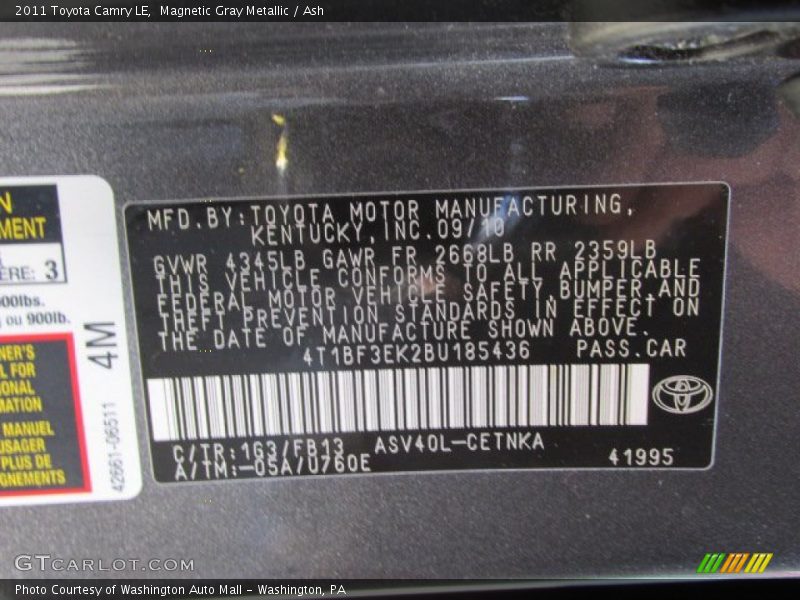 2011 Toyota Camry LE, Magnetic Gray Metallic / Ash
MFD.BY:TOYOTA MOTOR MANUFACTURING,
KENTUCKY,INC.09/10
GVWR 4345LB GAWR FR 2668LB RR 2359LB
THIS VEHICLE CONFORMS TO ALL APPLICABLE
FEDERAL MOTOR VEHICLE SAFETY,BUMPER AND
THEFT PREVENTION STANDARDS IN EFFECT ON
THE DATE OF MANUFACTURE SHOWN ABOVE.
4T1BF3EK2BU185436 PASS.CAR
C/TR:1G3/FB13 ASV40L-CETNKA
A/TM:-05A/U760E 41995
N
MENT
ÈRE: 3
900lbs.
ou 900lb.
NER'S
L FOR
ONAL
MATION
MANUEL
USAGER
PLUS DE
GNEMENTS
4M
42661-06511
GTCARLOT.COM
Photo Courtesy of Washington Auto Mall - Washington, PA